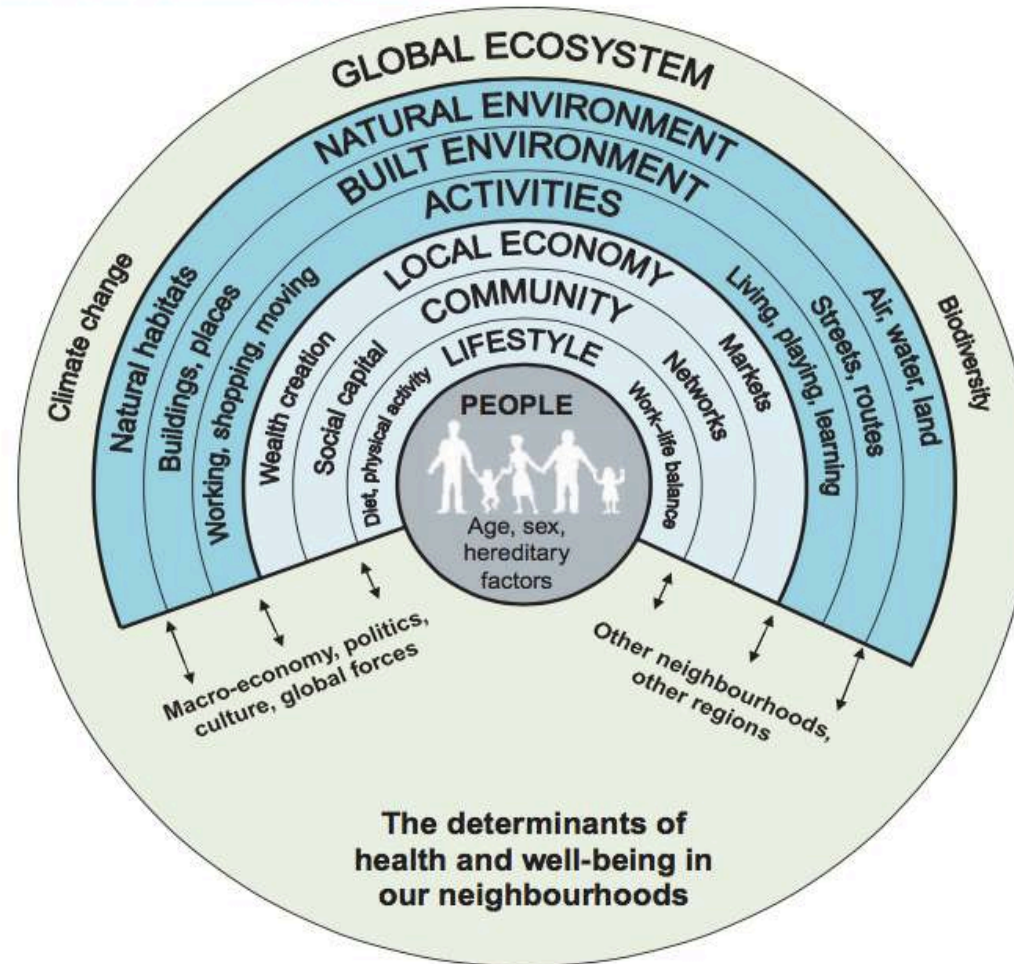 GLOBAL ECOSYSTEM
NATURAL ENVIRONMENT
BUILT ENVIRONMENT
ACTIVITIES
LOCAL ECONOMY
COMMUNITY
LIFESTYLE
Climate change
Natural habitats
Buildings, places
Working, shopping, moving
Wealth creation
Social capital
Diet, physical activity
PEOPLE
Age, sex,
hereditary
factors
Work–life balance
Networks
Markets
Living, playing, learning
Streets, routes
Air, water, land
Biodiversity
Macro-economy, politics,
culture, global forces
Other neighbourhoods,
other regions
The determinants of
health and well-being in
our neighbourhoods